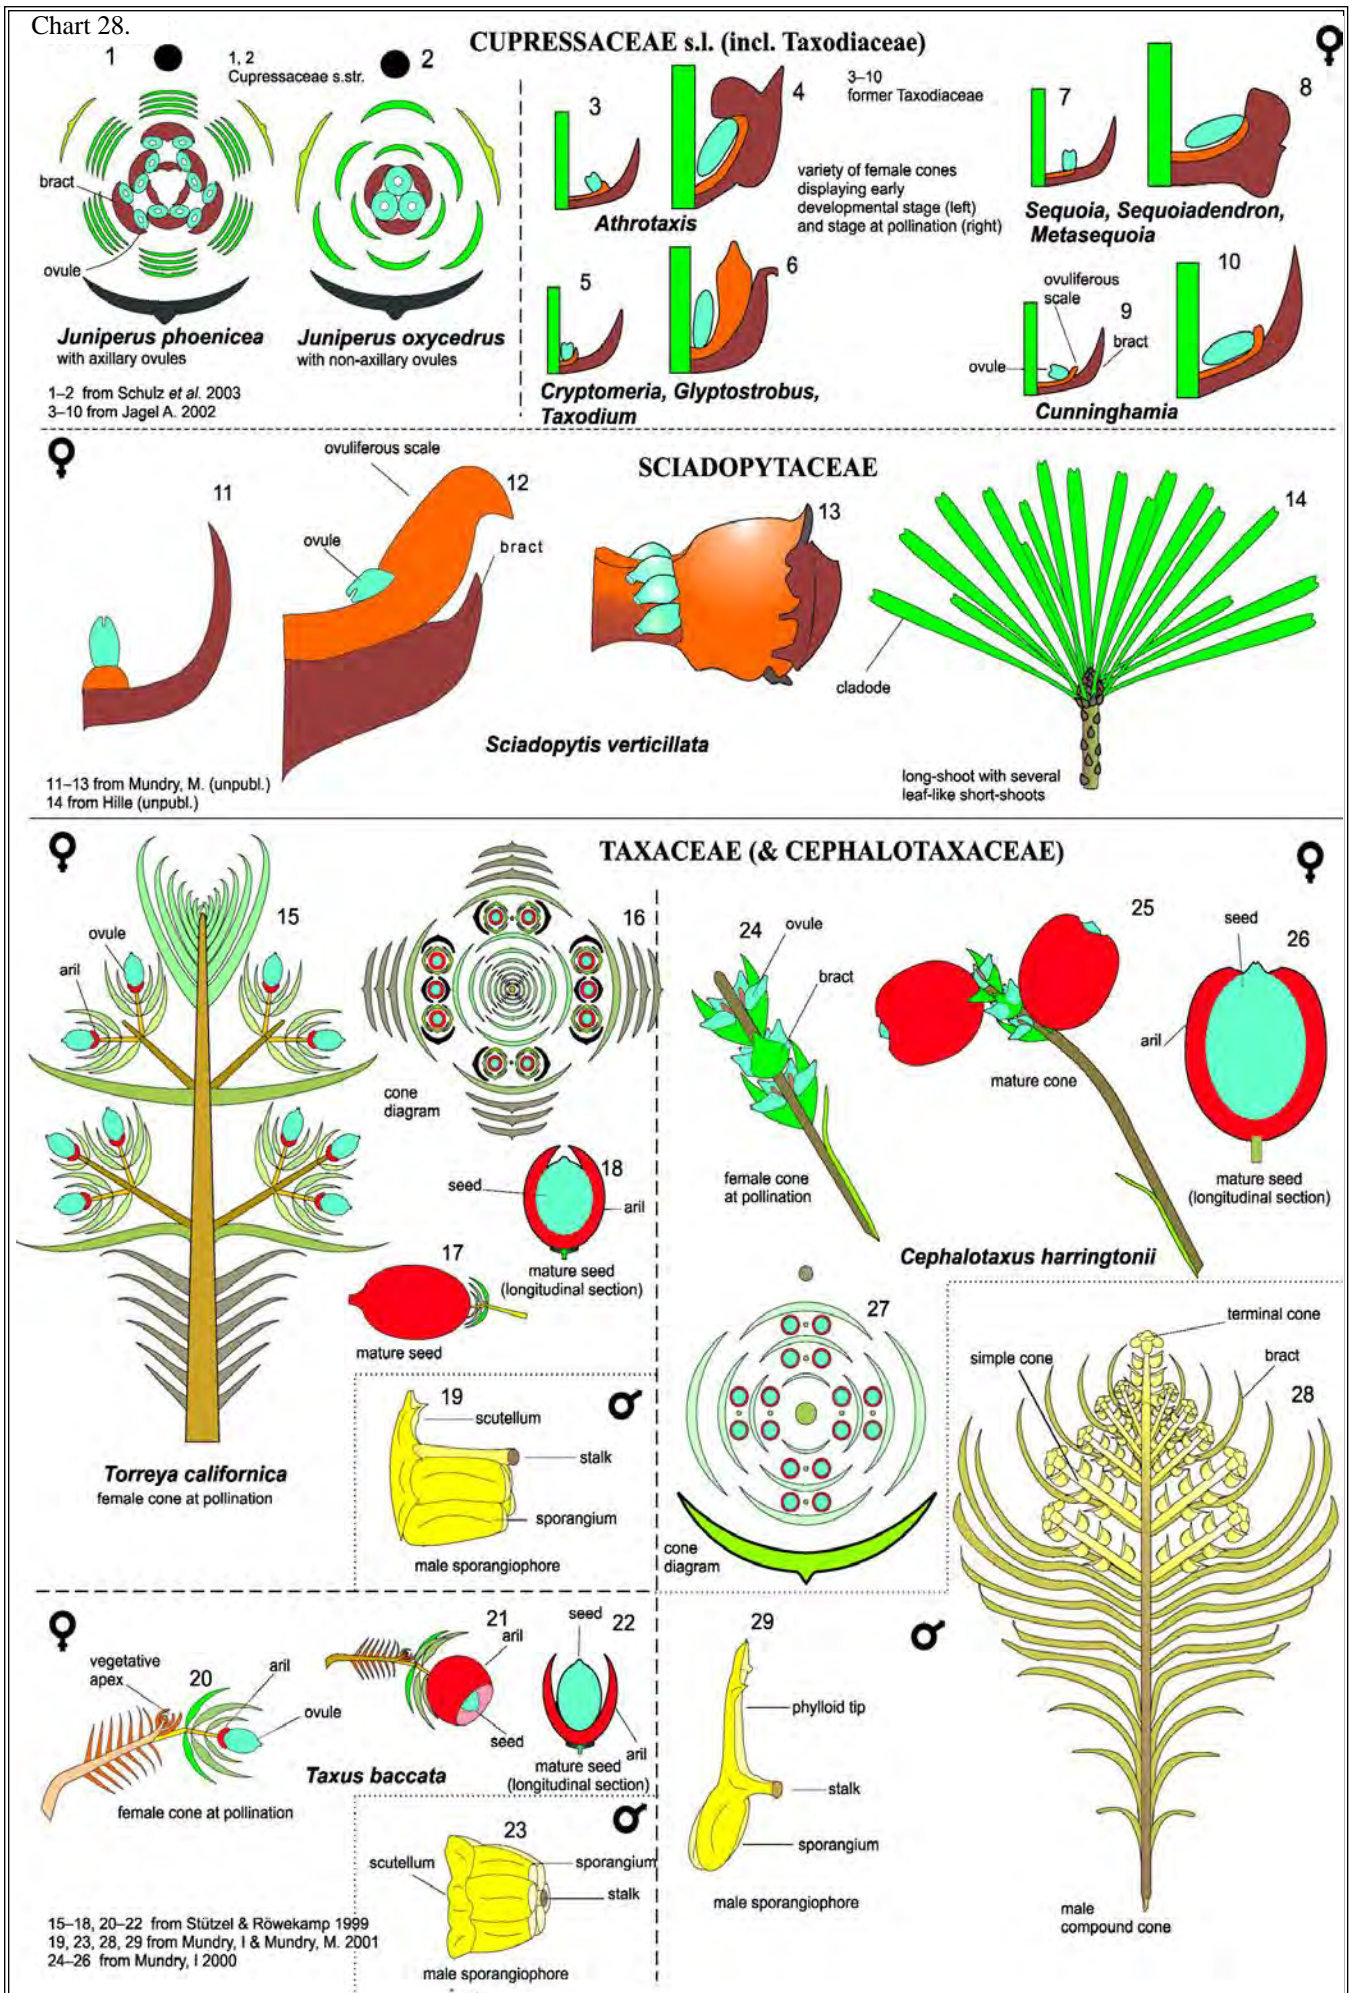 Chart 28.
CUPRESSACEAE s.l. (incl. Taxodiaceae)
1
1, 2
Cupressaceae s.str.
2
bract
ovule
Juniperus phoenicea
with axillary ovules
Juniperus oxycedrus
with non-axillary ovules
1–2 from Schulz et al. 2003
3–10 from Jagel A. 2002
3
4
3–10
former Taxodiaceae
Athrotaxis
variety of female cones
displaying early
developmental stage (left)
and stage at pollination (right)
5
6
Cryptomeria, Glyptostrobus,
Taxodium
7
8
Sequoia, Sequoiadendron,
Metasequoia
ovuliferous
scale
9
bract
ovule
10
Cunninghamia
♀
♀
SCIADOPYTACEAE
11
ovuliferous scale
12
ovule
bract
13
14
cladode
Sciadopytis verticillata
long-shoot with several
leaf-like short-shoots
11–13 from Mundry, M. (unpubl.)
14 from Hille (unpubl.)
♀
TAXACEAE (& CEPHALOTAXACEAE)
♀
15
ovule
aril
16
cone
diagram
18
seed
aril
mature seed
(longitudinal section)
17
mature seed
Torreya californica
female cone at pollination
♂
19
scutellum
stalk
sporangium
male sporangiophore
24
ovule
bract
female cone
at pollination
25
mature cone
seed
26
aril
mature seed
(longitudinal section)
Cephalotaxus harringtonii
27
cone
diagram
terminal cone
simple cone
bract
28
male
compound cone
♀
vegetative
apex
20
aril
ovule
female cone at pollination
21
aril
seed
seed
22
aril
mature seed
(longitudinal section)
Taxus baccata
♂
23
scutellum
sporangium
stalk
male sporangiophore
29
♂
phylloid tip
stalk
sporangium
male sporangiophore
15–18, 20–22 from Stützel & Röwekamp 1999
19, 23, 28, 29 from Mundry, I & Mundry, M. 2001
24–26 from Mundry, I 2000